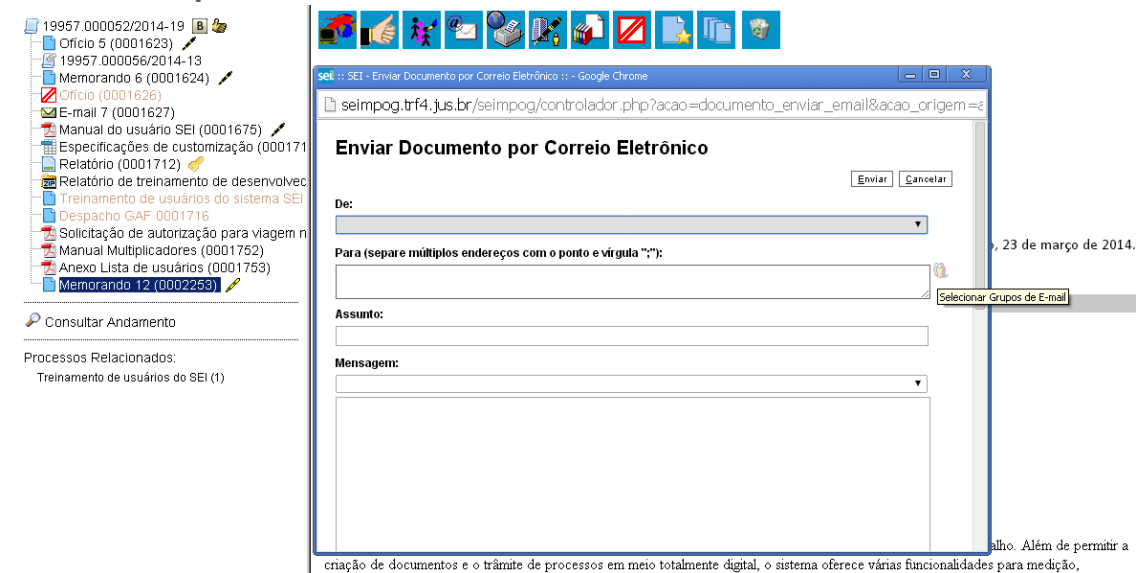 19957.000052/2014-19 B
Ofício 5 (0001623)
19957.000056/2014-13
Memorando 6 (0001624)
Ofício (0001626)
E-mail 7 (0001627)
Manual do usuário SEI (0001675)
Especificações de customização (000171
Relatório (0001712)
Relatório de treinamento de desenvolvec
Treinamento de usuários do sistema SEI
Despacho GAF 0001716
Solicitação de autorização para viagem n
Manual Multiplicadores (0001752)
Anexo Lista de usuários (0001753)
Memorando 12 (0002253)
Consultar Andamento
Processos Relacionados:
Treinamento de usuários do SEI (1)
sei :: SEI - Enviar Documento por Correio Eletrônico :: - Google Chrome
seimpog.trf4.jus.br/seimpog/controlador.php?acao=documento_enviar_email&acao_origem=a
Enviar Documento por Correio Eletrônico
Enviar Cancelar
De:
Para (separe múltiplos endereços com o ponto e vírgula ";"):
Selecionar Grupos de E-mail
Assunto:
Mensagem:
, 23 de março de 2014.
alho. Além de permitir a
criação de documentos e o trâmite de processos em meio totalmente digital, o sistema oferece várias funcionalidades para medição,